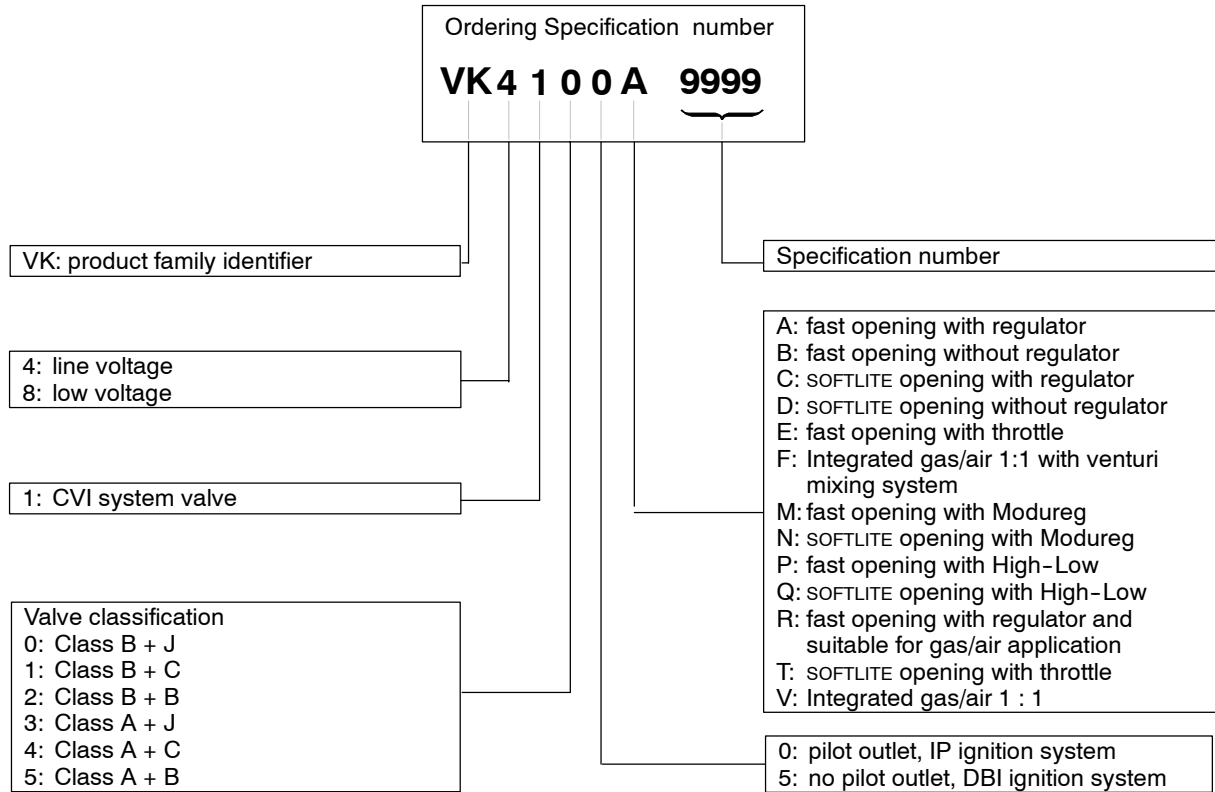 Ordering Specification number
VK 4 1 0 0 A 9999
VK: product family identifier
4: line voltage
8: low voltage
1: CVI system valve
Valve classification
0: Class B + J
1: Class B + C
2: Class B + B
3: Class A + J
4: Class A + C
5: Class A + B
Specification number
A: fast opening with regulator
B: fast opening without regulator
C: SOFTLITE opening with regulator
D: SOFTLITE opening without regulator
E: fast opening with throttle
F: Integrated gas/air 1:1 with venturi
mixing system
M: fast opening with Modureg
N: SOFTLITE opening with Modureg
P: fast opening with High-Low
Q: SOFTLITE opening with High-Low
R: fast opening with regulator and
suitable for gas/air application
T: SOFTLITE opening with throttle
V: Integrated gas/air 1 : 1
0: pilot outlet, IP ignition system
5: no pilot outlet, DBI ignition system